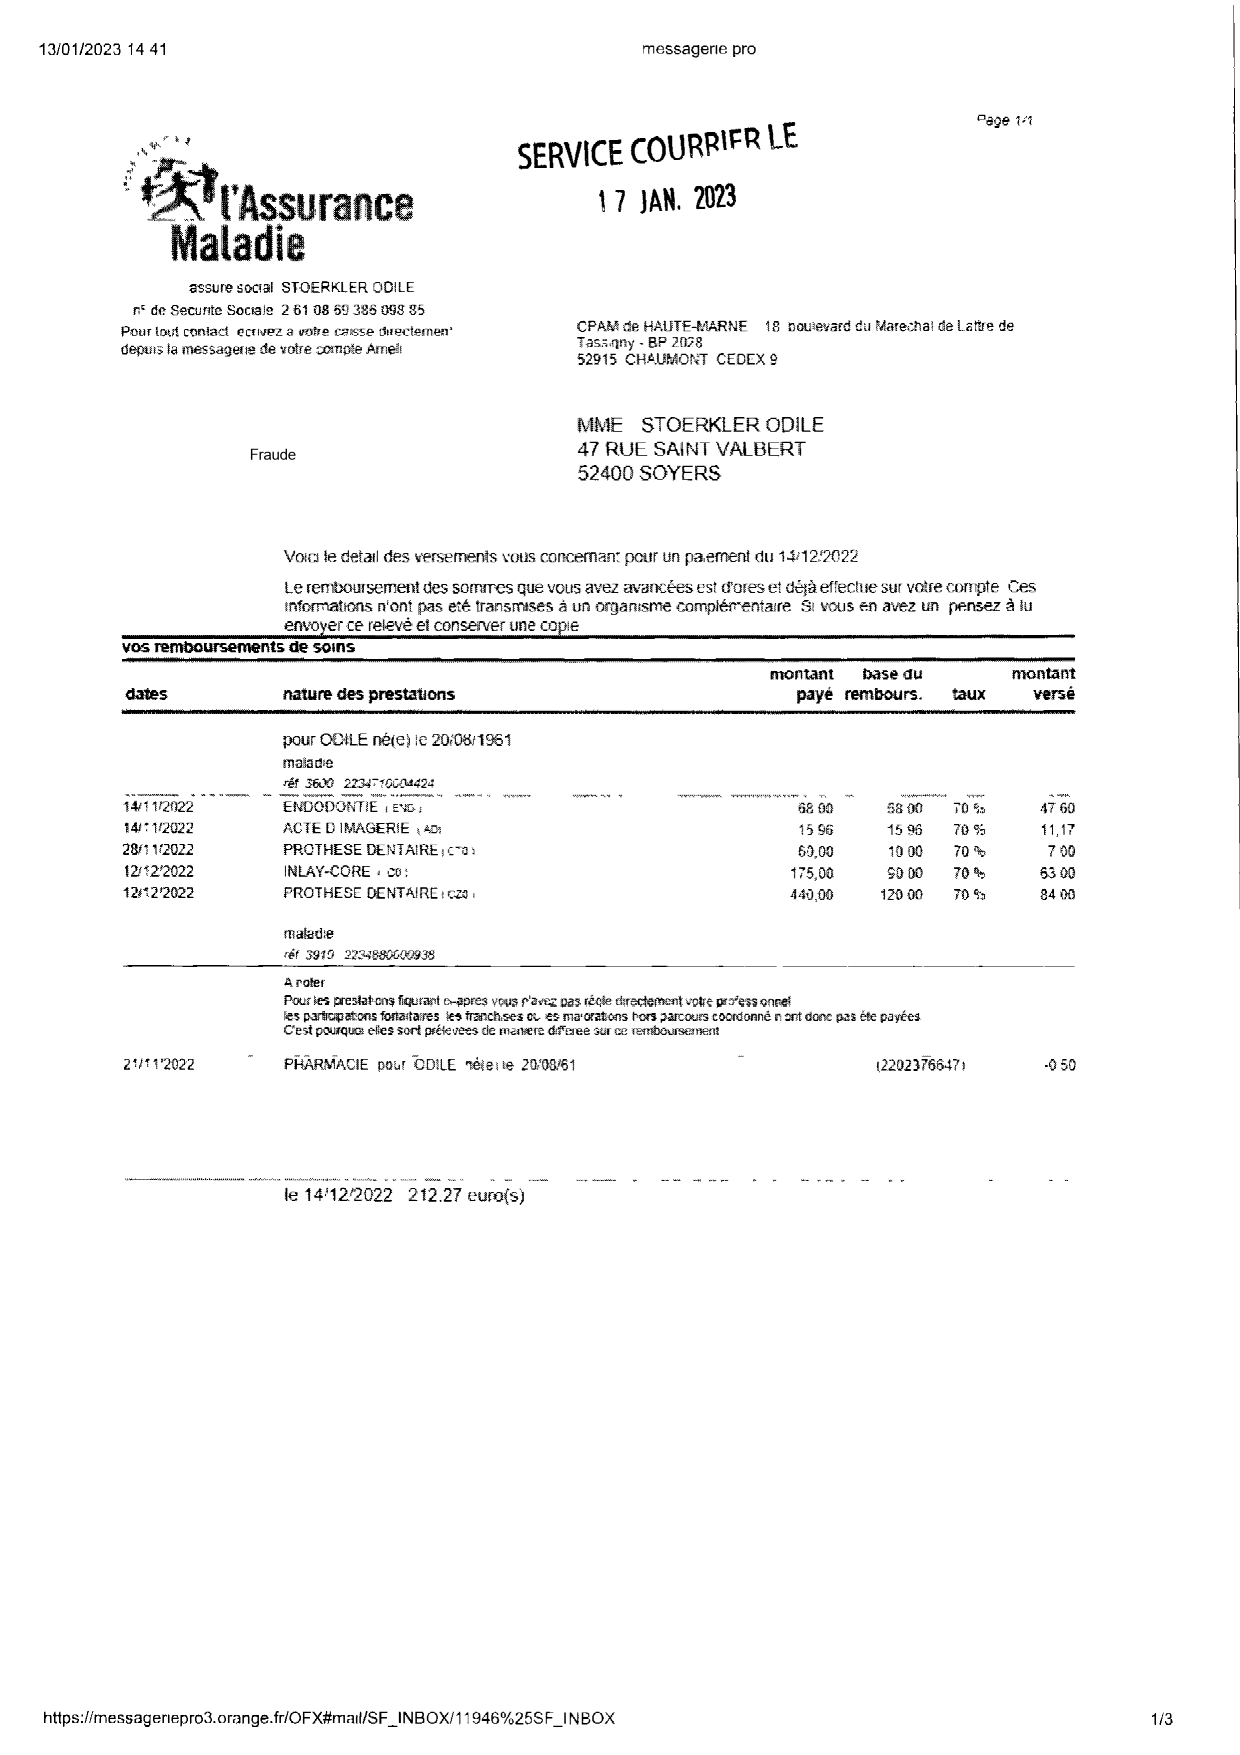 13/01/2023 14 41
messagerie pro
Page 1/1
SERVICE COURRIER LE
17 JAN. 2023
l'Assurance
Maladie
assure social STOERKLER ODILE
n° de Securite Sociale 2 61 08 69 386 098 85
Pour tout contact ecrivez a votre caisse directement
depuis la messagerie de votre compte Ameli
CPAM de HAUTE-MARNE 18 boulevard du Marechal de Lattre de
Tassigny - BP 2028
52915 CHAUMONT CEDEX 9
MME STOERKLER ODILE
47 RUE SAINT VALBERT
52400 SOYERS
Fraude
Voici le detail des versements vous concernant pour un paiement du 14/12/2022
Le remboursement des sommes que vous avez avancées est d'ores et déjà effectue sur votre compte Ces
informations n'ont pas eté transmises à un organisme complémentaire Si vous en avez un pensez à lu
envoyer ce relevé et conserver une copie
vos remboursements de soins
montant base du montant
dates nature des prestations payé rembours. taux versé
pour ODILE né(e) le 20/08/1961
maladie
réf 3600 2234710004424
14/11/2022 ENDODONTIE ( END ) 68 00 68 00 70 % 47 60
14/11/2022 ACTE D IMAGERIE ( ADI 15 96 15 96 70 % 11,17
28/11/2022 PROTHESE DENTAIRE 60,00 10 00 70 % 7 00
12/12/2022 INLAY-CORE 175,00 90 00 70 % 63 00
12/12/2022 PROTHESE DENTAIRE ( CZ0 ) 440,00 120 00 70 % 84 00
maladie
réf 3910 2234880600938
A noter
Pour les prestations figurant ci-apres vous n'avez pas règle directement votre professionnel
les participations forfaitaires les franchises ou les majorations hors parcours coordonné n ont donc pas éte payées
C'est pourquoi elles sont prélevees de maniere differee sur ce remboursement
21/11/2022 PHARMACIE pour ODILE né(e) le 20/08/61 (2202376647) -0 50
le 14/12/2022 212.27 euro(s)
https://messageriepro3.orange.fr/OFX#mail/SF_INBOX/11946%25SF_INBOX
1/3